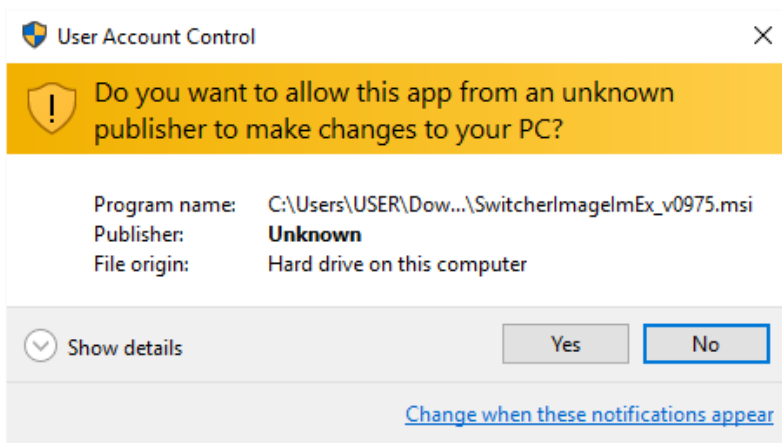 User Account Control
Do you want to allow this app from an unknown
publisher to make changes to your PC?
Program name: C:\Users\USER\Dow...\SwitcherImageImEx_v0975.msi
Publisher: Unknown
File origin: Hard drive on this computer
Show details
Yes
No
Change when these notifications appear